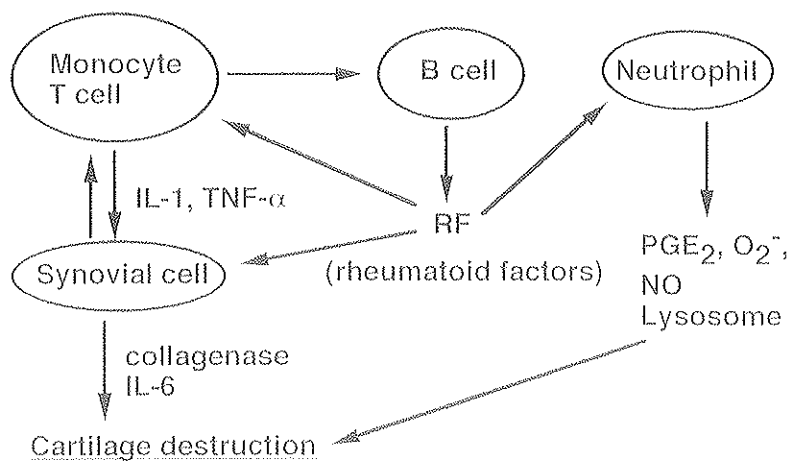 Monocyte
T cell
B cell
Neutrophil
IL-1, TNF-α
RF
(rheumatoid factors)
Synovial cell
PGE₂, O₂⁻,
NO
Lysosome
collagenase
IL-6
Cartilage destruction